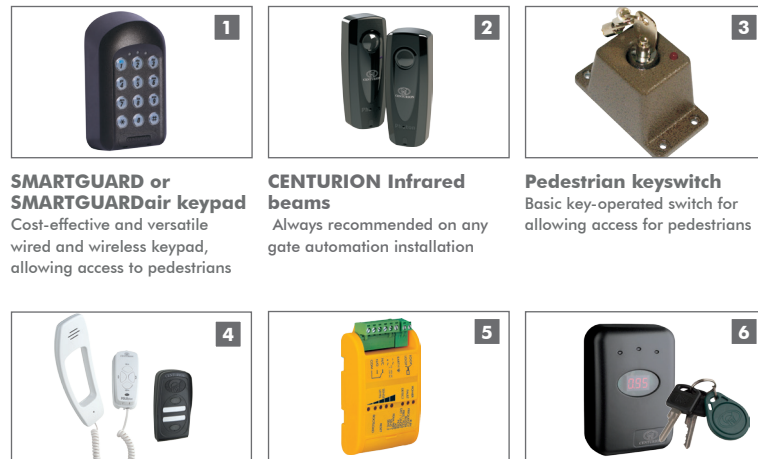 1
2
3
SMARTGUARD or
SMARTGUARDair keypad
Cost-effective and versatile
wired and wireless keypad,
allowing access to pedestrians
CENTURION Infrared
beams
Always recommended on any
gate automation installation
Pedestrian keyswitch
Basic key-operated switch for
allowing access for pedestrians
4
5
6